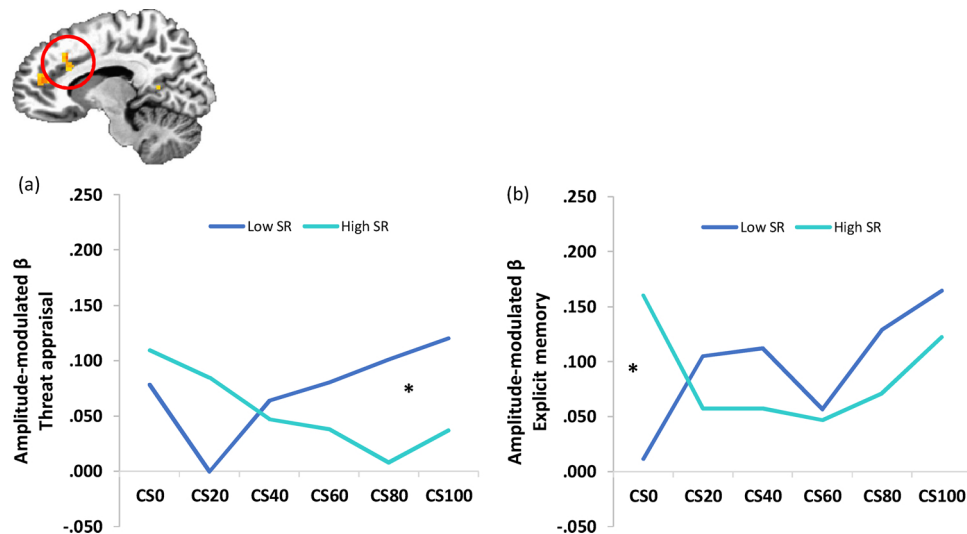 (a)
.250
.200
.150
.100
.050
.000
-.050
Amplitude-modulated β
Threat appraisal
Low SR High SR
*
CS0 CS20 CS40 CS60 CS80 CS100
(b)
.250
.200
.150
.100
.050
.000
-.050
Amplitude-modulated β
Explicit memory
Low SR High SR
*
CS0 CS20 CS40 CS60 CS80 CS100